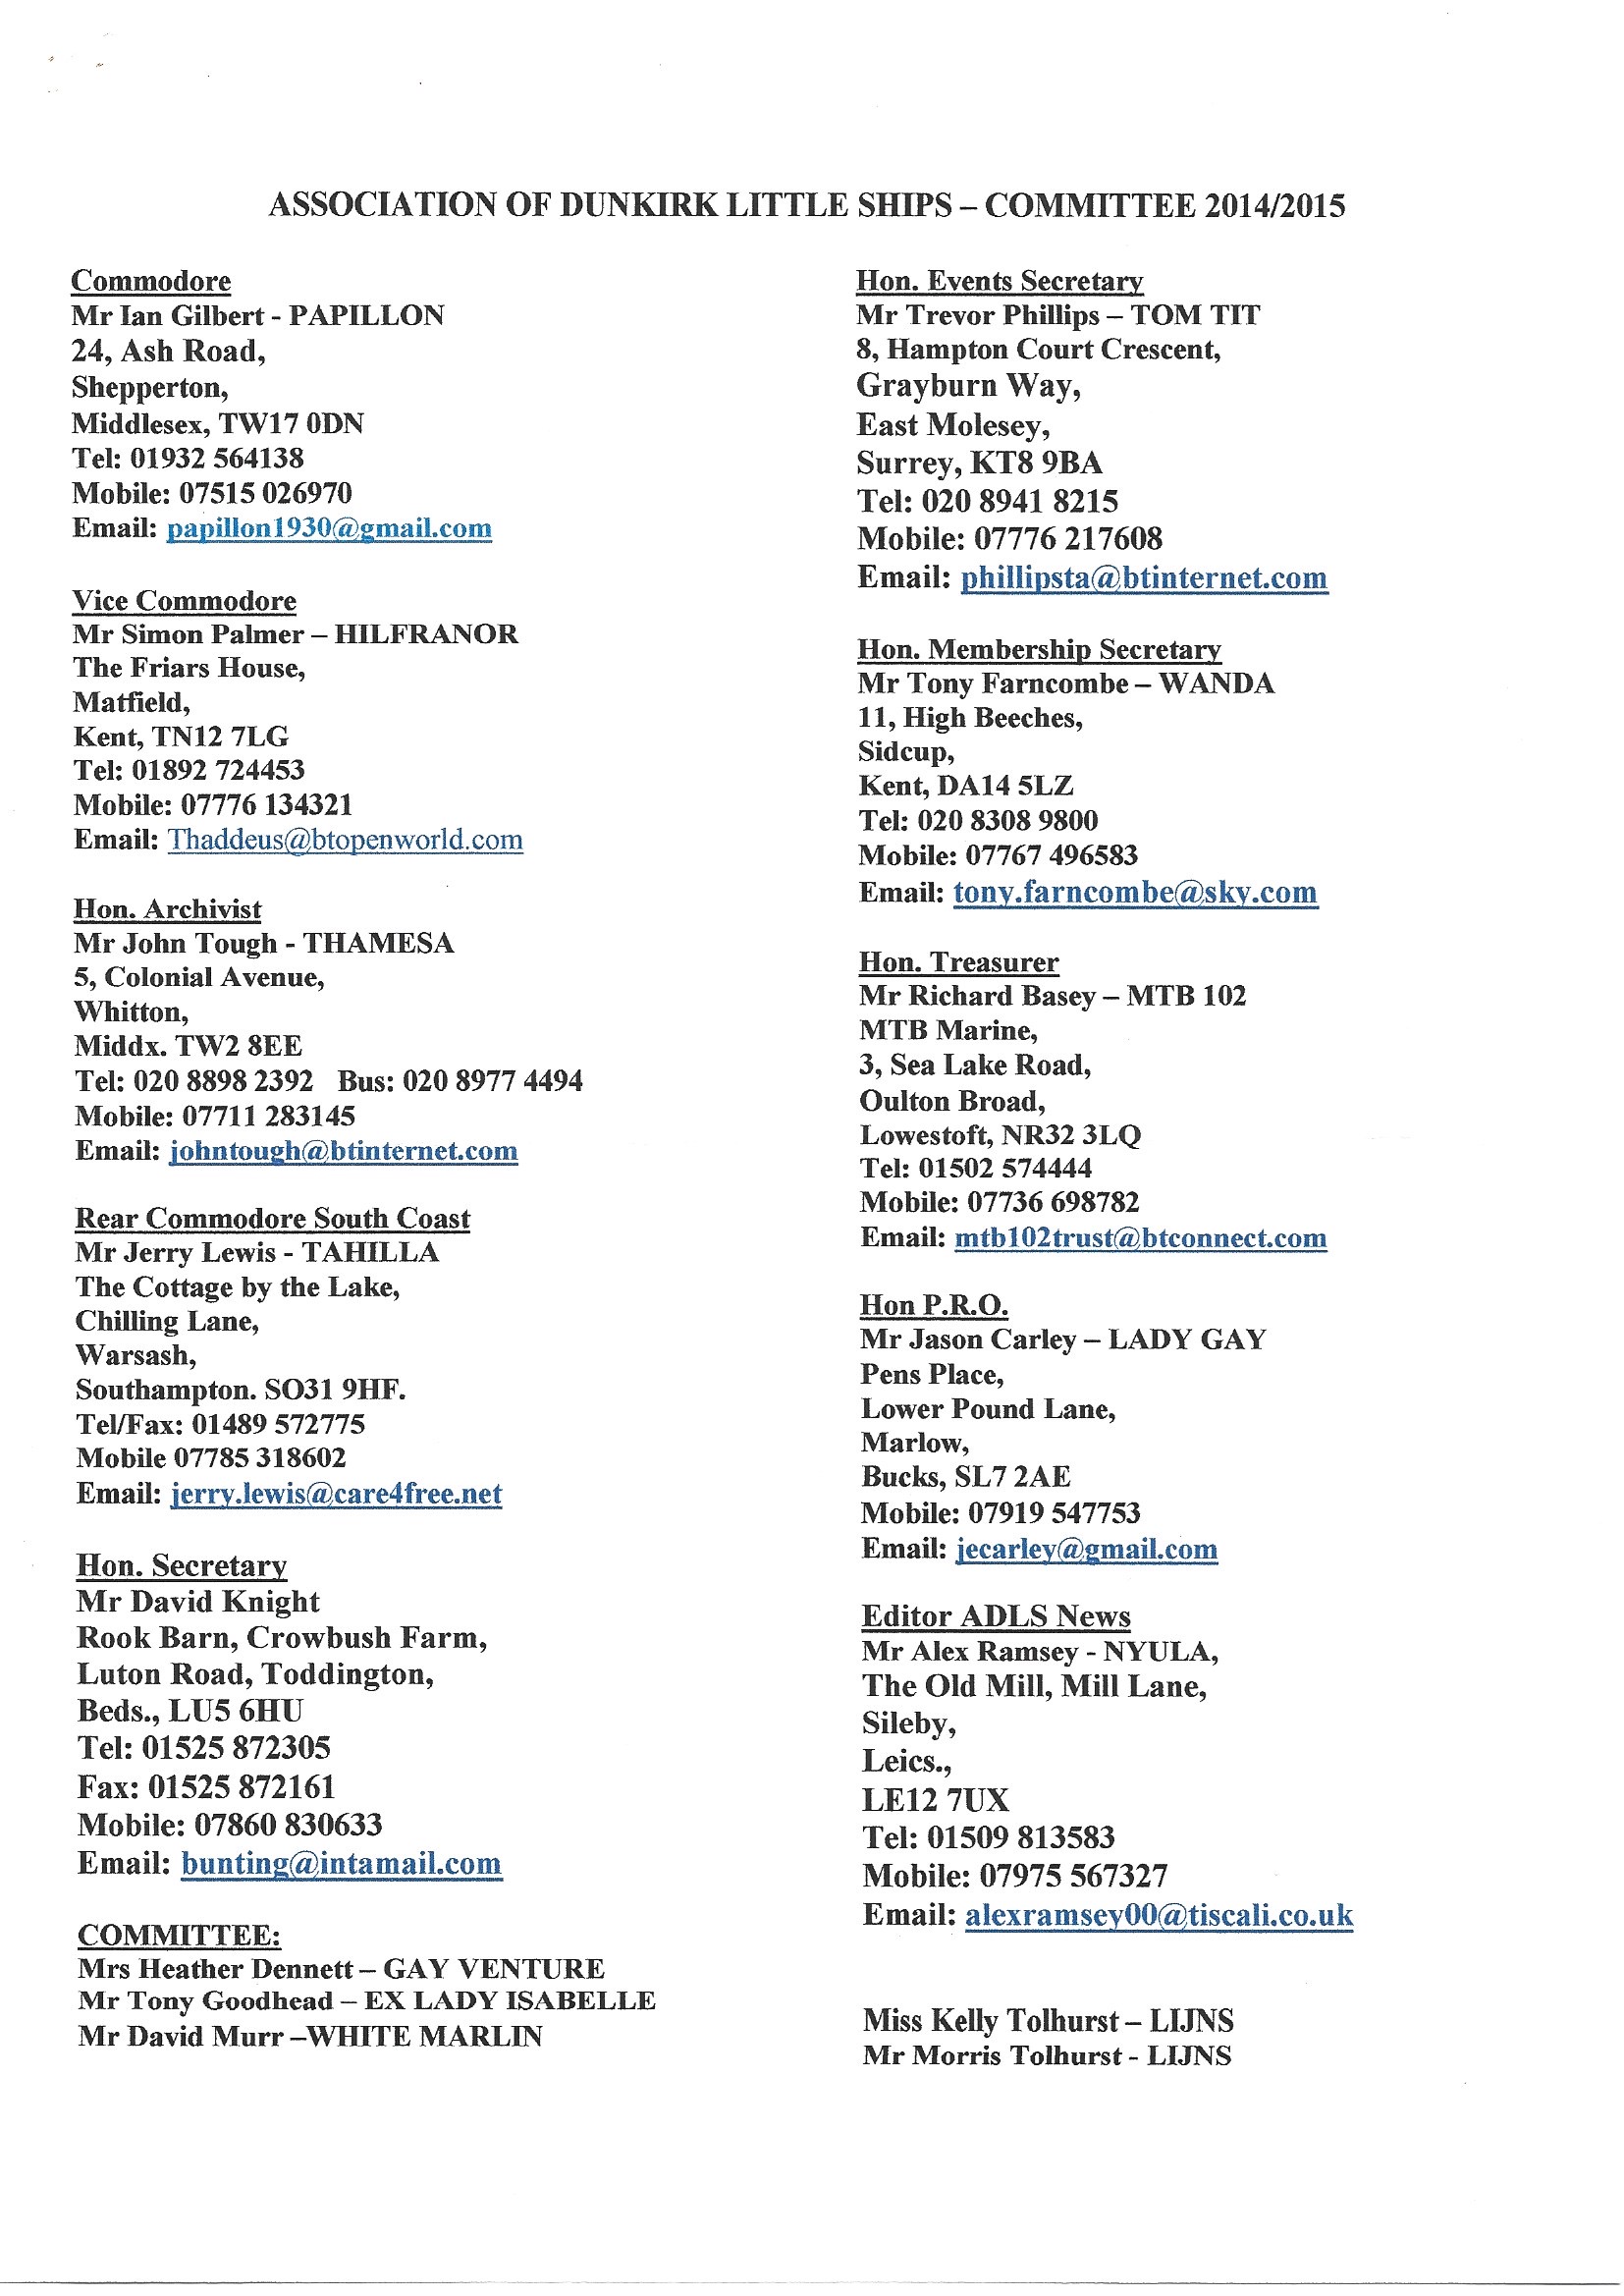 ASSOCIATION OF DUNKIRK LITTLE SHIPS – COMMITTEE 2014/2015
Commodore
Mr Ian Gilbert - PAPILLON
24, Ash Road,
Shepperton,
Middlesex, TW17 0DN
Tel: 01932 564138
Mobile: 07515 026970
Email: papillon1930@gmail.com
Vice Commodore
Mr Simon Palmer – HILFRANOR
The Friars House,
Matfield,
Kent, TN12 7LG
Tel: 01892 724453
Mobile: 07776 134321
Email: Thaddeus@btopenworld.com
Hon. Archivist
Mr John Tough - THAMESA
5, Colonial Avenue,
Whitton,
Middx. TW2 8EE
Tel: 020 8898 2392 Bus: 020 8977 4494
Mobile: 07711 283145
Email: johntough@btinternet.com
Rear Commodore South Coast
Mr Jerry Lewis - TAHILLA
The Cottage by the Lake,
Chilling Lane,
Warsash,
Southampton. SO31 9HF.
Tel/Fax: 01489 572775
Mobile 07785 318602
Email: jerry.lewis@care4free.net
Hon. Secretary
Mr David Knight
Rook Barn, Crowbush Farm,
Luton Road, Toddington,
Beds., LU5 6HU
Tel: 01525 872305
Fax: 01525 872161
Mobile: 07860 830633
Email: bunting@intamail.com
COMMITTEE:
Mrs Heather Dennett – GAY VENTURE
Mr Tony Goodhead – EX LADY ISABELLE
Mr David Murr –WHITE MARLIN
Hon. Events Secretary
Mr Trevor Phillips – TOM TIT
8, Hampton Court Crescent,
Grayburn Way,
East Molesey,
Surrey, KT8 9BA
Tel: 020 8941 8215
Mobile: 07776 217608
Email: phillipsta@btinternet.com
Hon. Membership Secretary
Mr Tony Farncombe – WANDA
11, High Beeches,
Sidcup,
Kent, DA14 5LZ
Tel: 020 8308 9800
Mobile: 07767 496583
Email: tony.farncombe@sky.com
Hon. Treasurer
Mr Richard Basey – MTB 102
MTB Marine,
3, Sea Lake Road,
Oulton Broad,
Lowestoft, NR32 3LQ
Tel: 01502 574444
Mobile: 07736 698782
Email: mtb102trust@btconnect.com
Hon P.R.O.
Mr Jason Carley – LADY GAY
Pens Place,
Lower Pound Lane,
Marlow,
Bucks, SL7 2AE
Mobile: 07919 547753
Email: jecarley@gmail.com
Editor ADLS News
Mr Alex Ramsey - NYULA,
The Old Mill, Mill Lane,
Sileby,
Leics.,
LE12 7UX
Tel: 01509 813583
Mobile: 07975 567327
Email: alexramsey00@tiscali.co.uk
Miss Kelly Tolhurst – LIJNS
Mr Morris Tolhurst - LIJNS